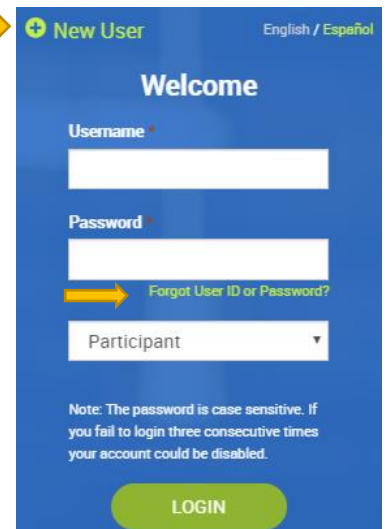 New User English / Español
Welcome
Username *
Password *
Forgot User ID or Password?
Participant
Note: The password is case sensitive. If
you fail to login three consecutive times
your account could be disabled.
LOGIN